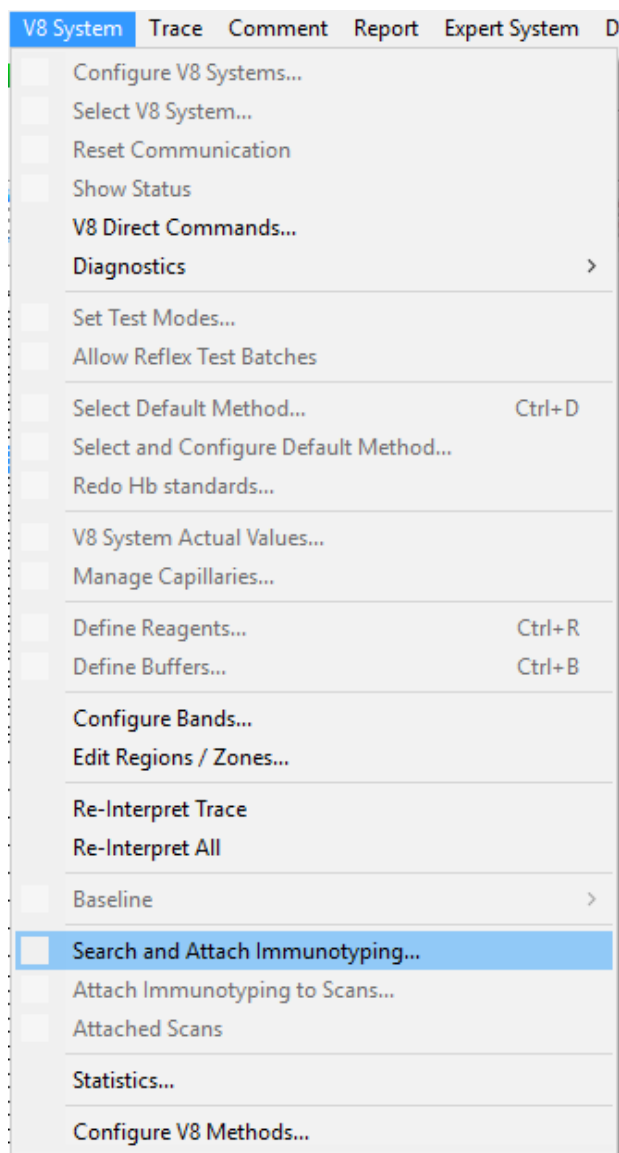 V8 System Trace Comment Report Expert System D
Configure V8 Systems...
Select V8 System...
Reset Communication
Show Status
V8 Direct Commands...
Diagnostics >
Set Test Modes...
Allow Reflex Test Batches
Select Default Method... Ctrl+D
Select and Configure Default Method...
Redo Hb standards...
V8 System Actual Values...
Manage Capillaries...
Define Reagents... Ctrl+R
Define Buffers... Ctrl+B
Configure Bands...
Edit Regions / Zones...
Re-Interpret Trace
Re-Interpret All
Baseline >
Search and Attach Immunotyping...
Attach Immunotyping to Scans...
Attached Scans
Statistics...
Configure V8 Methods...